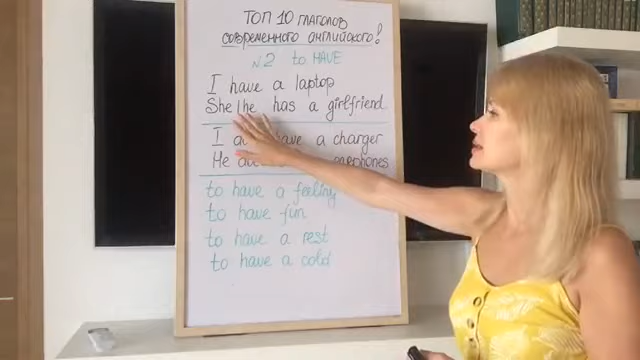 ТОП 10 ГЛАГОЛОВ
современного английского!
№2 to HAVE
I have a laptop
She/he has a girlfriend
I have a charger
He earphones
to have a feeling
to have fun
to have a rest
to have a cold